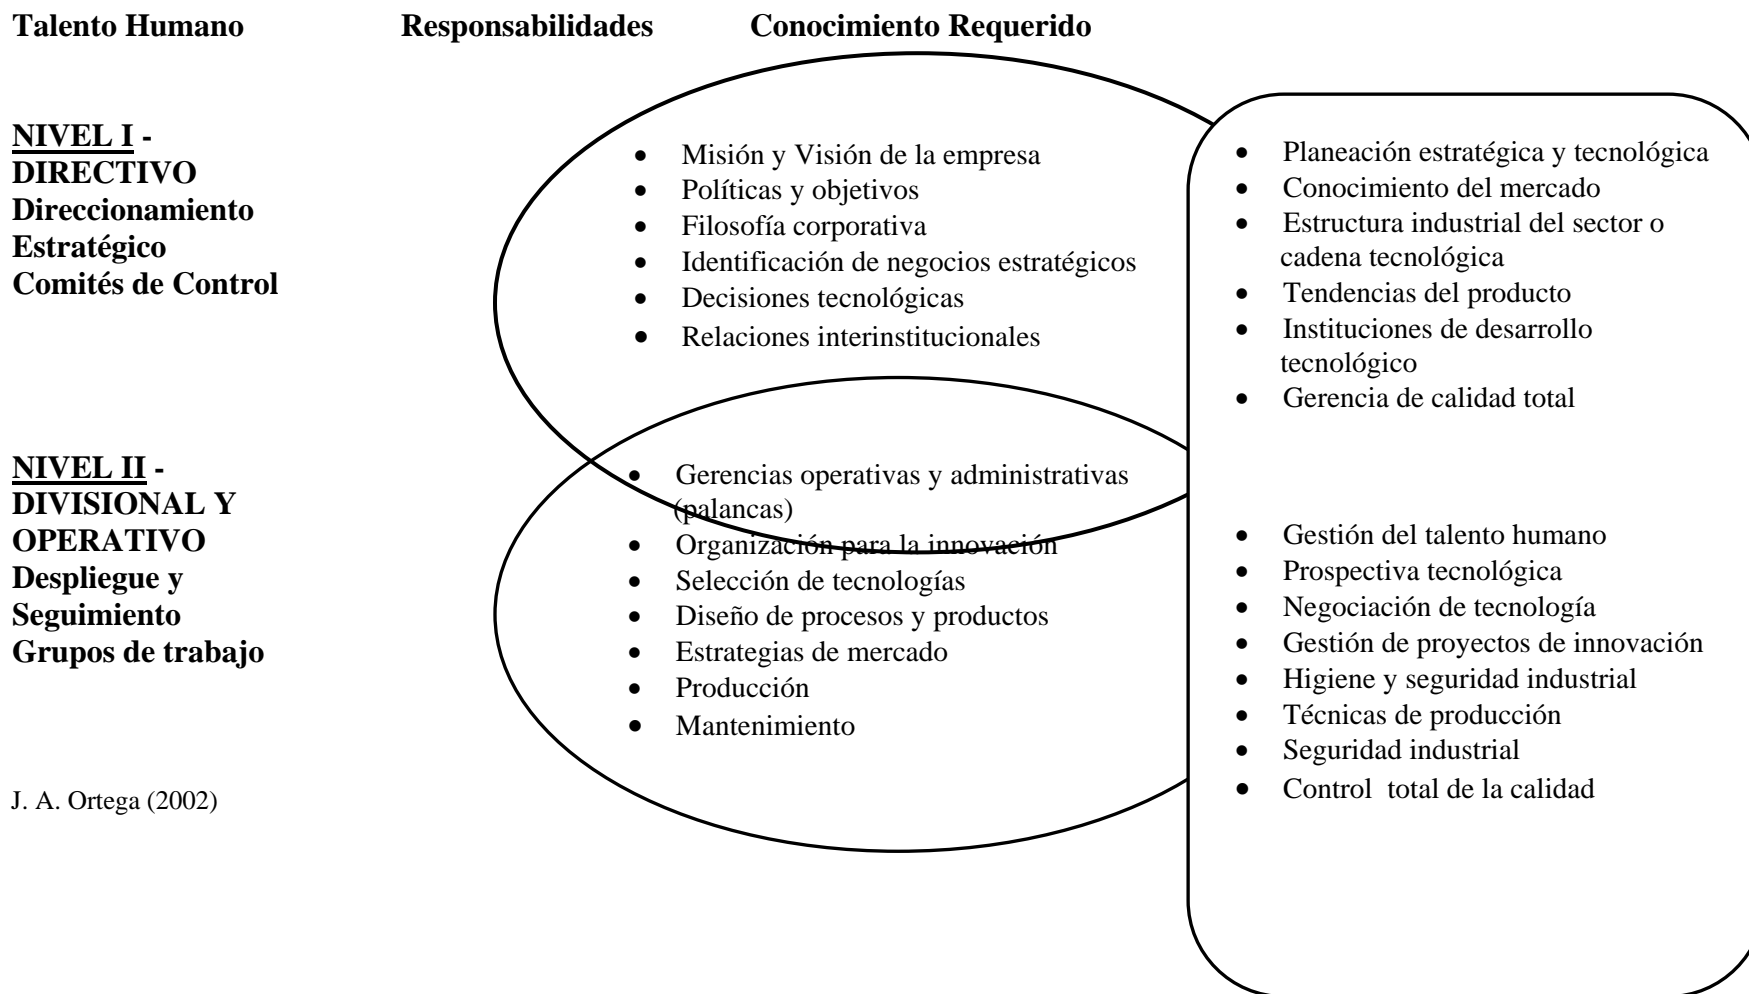 Talento Humano Responsabilidades Conocimiento Requerido
NIVEL I -
DIRECTIVO
Direccionamiento
Estratégico
Comités de Control
• Misión y Visión de la empresa
• Políticas y objetivos
• Filosofía corporativa
• Identificación de negocios estratégicos
• Decisiones tecnológicas
• Relaciones interinstitucionales
• Planeación estratégica y tecnológica
• Conocimiento del mercado
• Estructura industrial del sector o
cadena tecnológica
• Tendencias del producto
• Instituciones de desarrollo
tecnológico
• Gerencia de calidad total
NIVEL II -
DIVISIONAL Y
OPERATIVO
Despliegue y
Seguimiento
Grupos de trabajo
• Gerencias operativas y administrativas
(palancas)
• Organización para la innovación
• Selección de tecnologías
• Diseño de procesos y productos
• Estrategias de mercado
• Producción
• Mantenimiento
• Gestión del talento humano
• Prospectiva tecnológica
• Negociación de tecnología
• Gestión de proyectos de innovación
• Higiene y seguridad industrial
• Técnicas de producción
• Seguridad industrial
• Control total de la calidad
J. A. Ortega (2002)